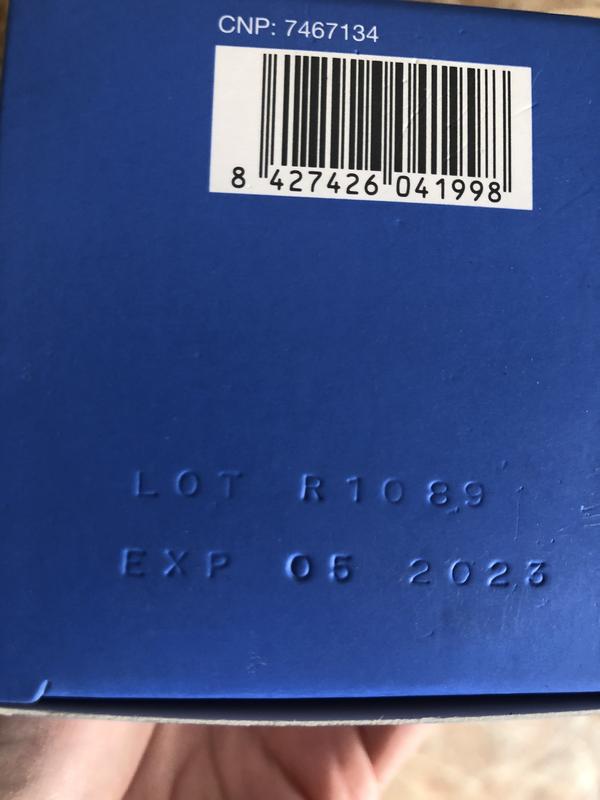 CNP: 7467134
8 427426 041998
LOT R1089
EXP 05 2023